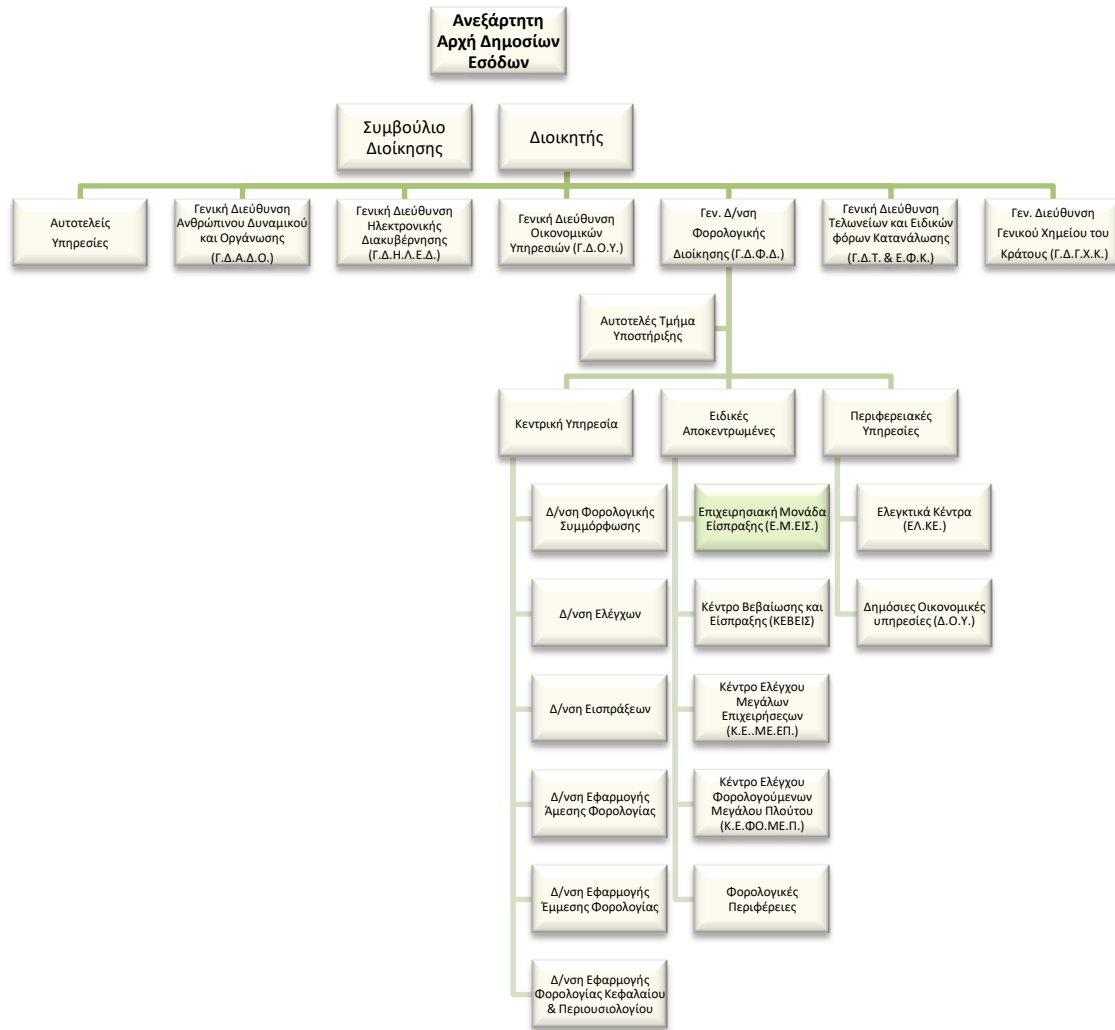 Ανεξάρτητη
Αρχή Δημοσίων
Εσόδων
Συμβούλιο
Διοίκησης
Διοικητής
Αυτοτελείς
Υπηρεσίες
Γενική Διεύθυνση
Ανθρώπινου Δυναμικού
και Οργάνωσης
(Γ.Δ.Α.Δ.Ο.)
Γενική Διεύθυνση
Ηλεκτρονικής
Διακυβέρνησης
(Γ.Δ.Η.Λ.Ε.Δ.)
Γενική Διεύθυνση
Οικονομικών
Υπηρεσιών (Γ.Δ.Ο.Υ.)
Γεν. Δ/νση
Φορολογικής
Διοίκησης (Γ.Δ.Φ.Δ.)
Γενική Διεύθυνση
Τελωνείων και Ειδικών
φόρων Κατανάλωσης
(Γ.Δ.Τ. & Ε.Φ.Κ.)
Γεν. Διεύθυνση
Γενικού Χημείου του
Κράτους (Γ.Δ.Γ.Χ.Κ.)
Αυτοτελές Τμήμα
Υποστήριξης
Κεντρική Υπηρεσία
Ειδικές
Αποκεντρωμένες
Περιφερειακές
Υπηρεσίες
Δ/νση Φορολογικής
Συμμόρφωσης
Επιχειρησιακή Μονάδα
Είσπραξης (Ε.Μ.ΕΙΣ.)
Ελεγκτικά Κέντρα
(ΕΛ.ΚΕ.)
Δ/νση Ελέγχων
Κέντρο Βεβαίωσης και
Είσπραξης (ΚΕΒΕΙΣ)
Δημόσιες Οικονομικές
υπηρεσίες (Δ.Ο.Υ.)
Δ/νση Εισπράξεων
Κέντρο Ελέγχου
Μεγάλων
Επιχειρήσεςων
(Κ.Ε..ΜΕ.ΕΠ.)
Δ/νση Εφαρμογής
Άμεσης Φορολογίας
Κέντρο Ελέγχου
Φορολογούμενων
Μεγάλου Πλούτου
(Κ.Ε.ΦΟ.ΜΕ.Π.)
Δ/νση Εφαρμογής
Έμμεσης Φορολογίας
Φορολογικές
Περιφέρειες
Δ/νση Εφαρμογής
Φορολογίας Κεφαλαίου
& Περιουσιολογίου